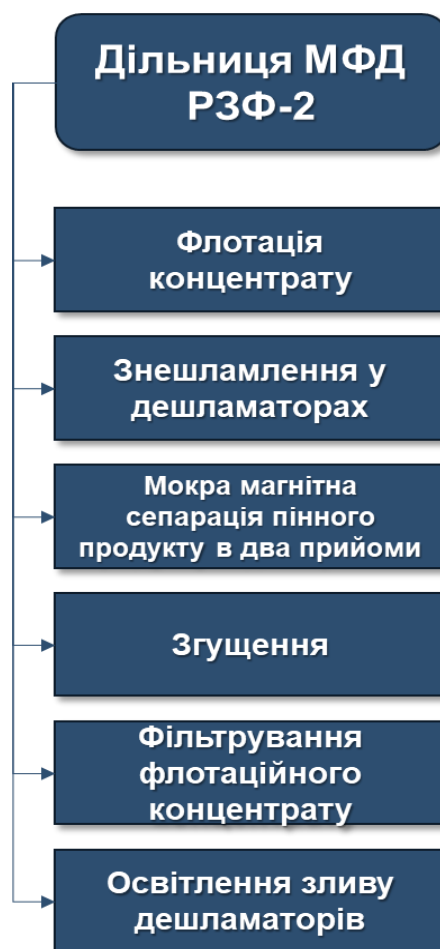 Дільниця МФД
РЗФ-2
Флотація
концентрату
Знешламлення у
дешламаторах
Мокра магнітна
сепарація пінного
продукту в два прийоми
Згущення
Фільтрування
флотаційного
концентрату
Освітлення зливу
дешламаторів